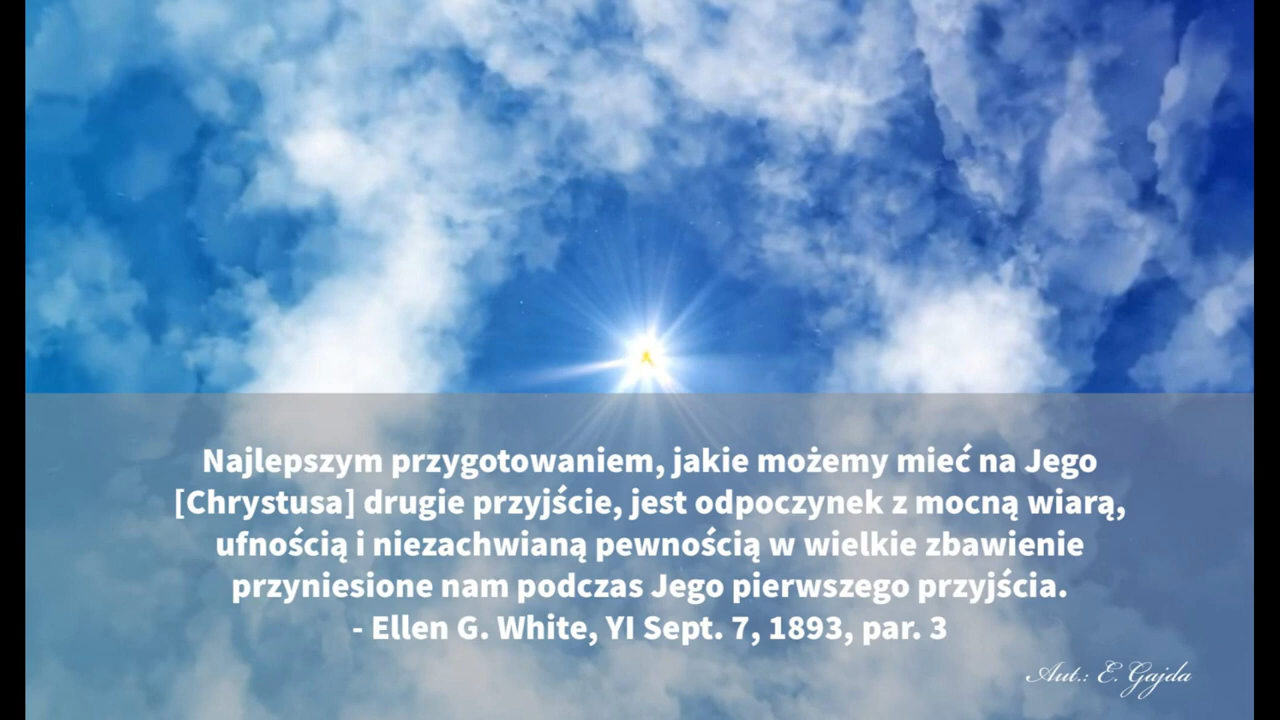 Najlepszym przygotowaniem, jakie możemy mieć na Jego
[Chrystusa] drugie przyjście, jest odpoczynek z mocną wiarą,
ufnością i niezachwianą pewnością w wielkie zbawienie
przyniesione nam podczas Jego pierwszego przyjścia.
- Ellen G. White, YI Sept. 7, 1893, par. 3
Aut.: E. Gajda